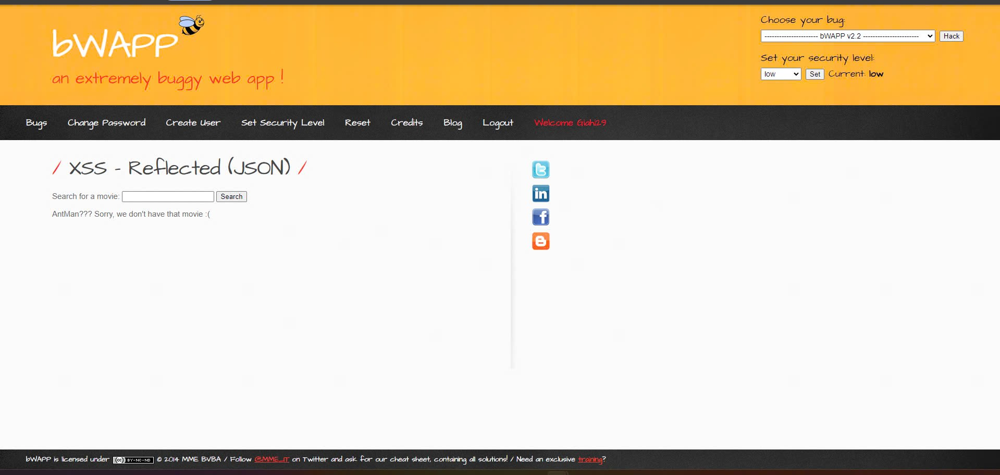 bWAPP
an extremely buggy web app !
Choose your bug:
---------------------- bWAPP v2.2 ----------------------- Hack
Set your security level:
low Set Current: low
Bugs Change Password Create User Set Security Level Reset Credits Blog Logout Welcome Giahi29
/ XSS - Reflected (JSON) /
Search for a movie: Search
AntMan??? Sorry, we don't have that movie :(
bWAPP is licensed under cc BY-NC-ND © 2014 MME BVBA / Follow @MME_IT on Twitter and ask for our cheat sheet, containing all solutions! / Need an exclusive training?